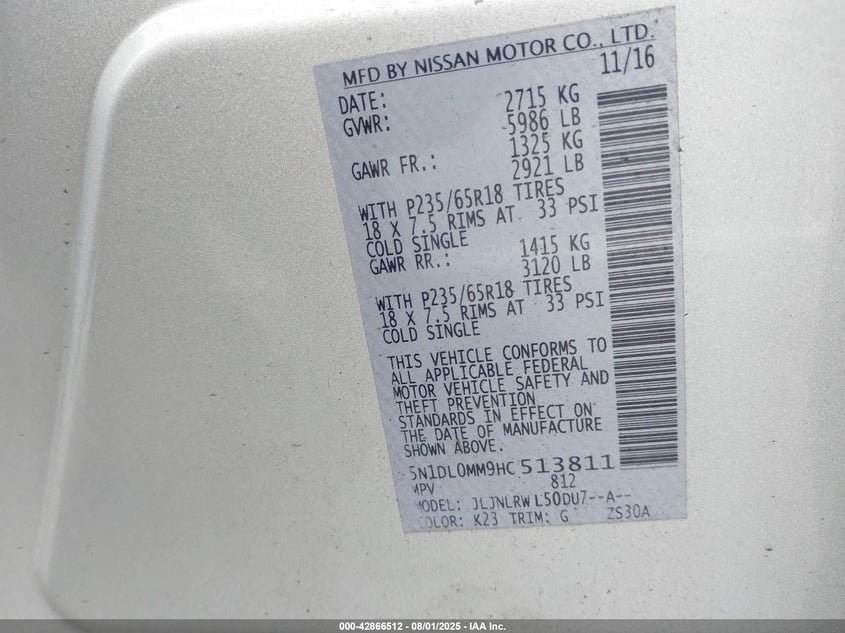 MFD BY NISSAN MOTOR CO., LTD.
DATE: 11/16
GVWR: 2715 KG
5986 LB
GAWR FR.: 1325 KG
2921 LB
WITH P235/65R18 TIRES
18 X 7.5 RIMS AT 33 PSI
COLD SINGLE
GAWR RR.: 1415 KG
3120 LB
WITH P235/65R18 TIRES
18 X 7.5 RIMS AT 33 PSI
COLD SINGLE
THIS VEHICLE CONFORMS TO
ALL APPLICABLE FEDERAL
MOTOR VEHICLE SAFETY AND
THEFT PREVENTION
STANDARDS IN EFFECT ON
THE DATE OF MANUFACTURE
SHOWN ABOVE.
5N1DL0MM9HC513811
MPV 812
MODEL: JLJNLRWL50DU7--A--
COLOR: K23 TRIM: G ZS30A
000-42866512 - 08/01/2025 - IAA Inc.